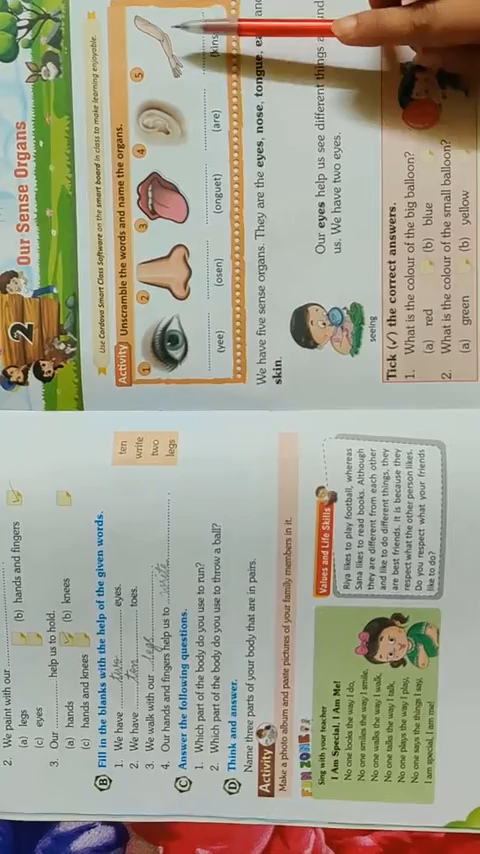 2. We paint with our
(a) legs
(b) hands and fingers
(c) eyes
3. Our ............ help us to hold.
(a) hands
(b) knees
(c) hands and knees
B Fill in the blanks with the help of the given words.
ten
write
two
legs
1. We have two eyes.
2. We have ten toes.
3. We walk with our legs
4. Our hands and fingers help us to write
C Answer the following questions.
1. Which part of the body do you use to run?
2. Which part of the body do you use to throw a ball?
D Think and answer.
Name three parts of your body that are in pairs.
Activity
Make a photo album and paste pictures of your family members in it.
FUN ZONE
Sing with your teacher
I Am Special, I Am Me!
No one looks the way I do,
No one smiles the way I smile.
No one walks the way I walk,
No one talks the way I talk,
No one plays the way I play,
No one says the things I say,
I am special, I am me!
Values and Life Skills
Riya likes to play football, whereas
Sana likes to read books. Although
they are different from each other
and like to do different things, they
are best friends. It is because they
respect what the other person likes.
Do you respect what your friends
like to do?
2
Our Sense Organs
Use Cordova Smart Class Software on the smart board in class to make learning enjoyable.
Activity Unscramble the words and name the organs.
1
2
3
4
5
(yee)
(osen)
(onguet)
(are)
(kins
We have five sense organs. They are the eyes, nose, tongue, and
skin.
Our eyes help us see different things
us. We have two eyes.
seeing
Tick (✓) the correct answers.
1. What is the colour of the big balloon?
(a) red
(b) blue
2. What is the colour of the small balloon?
(a) green
(b) yellow